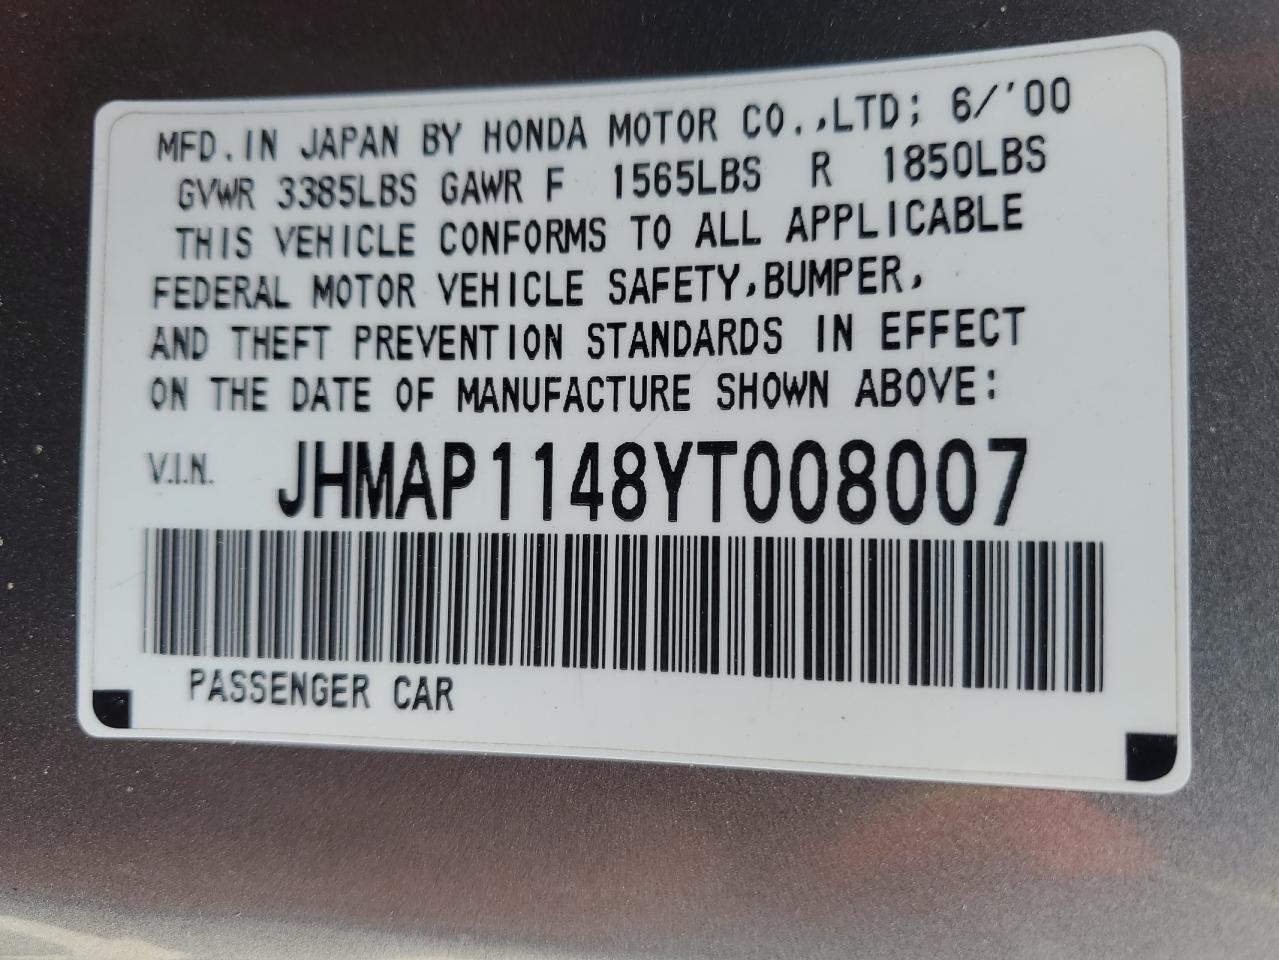 MFD. IN JAPAN BY HONDA MOTOR CO.,LTD; 6/'00
GVWR 3385LBS GAWR F 1565LBS R 1850LBS
THIS VEHICLE CONFORMS TO ALL APPLICABLE
FEDERAL MOTOR VEHICLE SAFETY,BUMPER,
AND THEFT PREVENTION STANDARDS IN EFFECT
ON THE DATE OF MANUFACTURE SHOWN ABOVE:
V.I.N. JHMAP1148YT008007
PASSENGER CAR